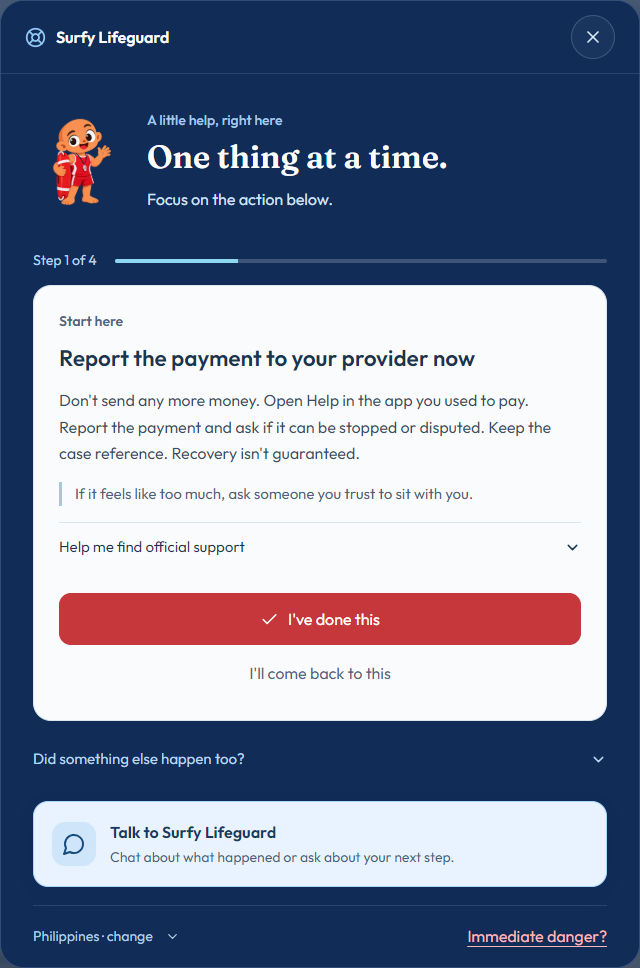 Surfy Lifeguard
A little help, right here
One thing at a time.
Focus on the action below.
Step 1 of 4
Start here
Report the payment to your provider now
Don't send any more money. Open Help in the app you used to pay.
Report the payment and ask if it can be stopped or disputed. Keep the
case reference. Recovery isn't guaranteed.
If it feels like too much, ask someone you trust to sit with you.
Help me find official support
I've done this
I'll come back to this
Did something else happen too?
Talk to Surfy Lifeguard
Chat about what happened or ask about your next step.
Philippines · change
Immediate danger?